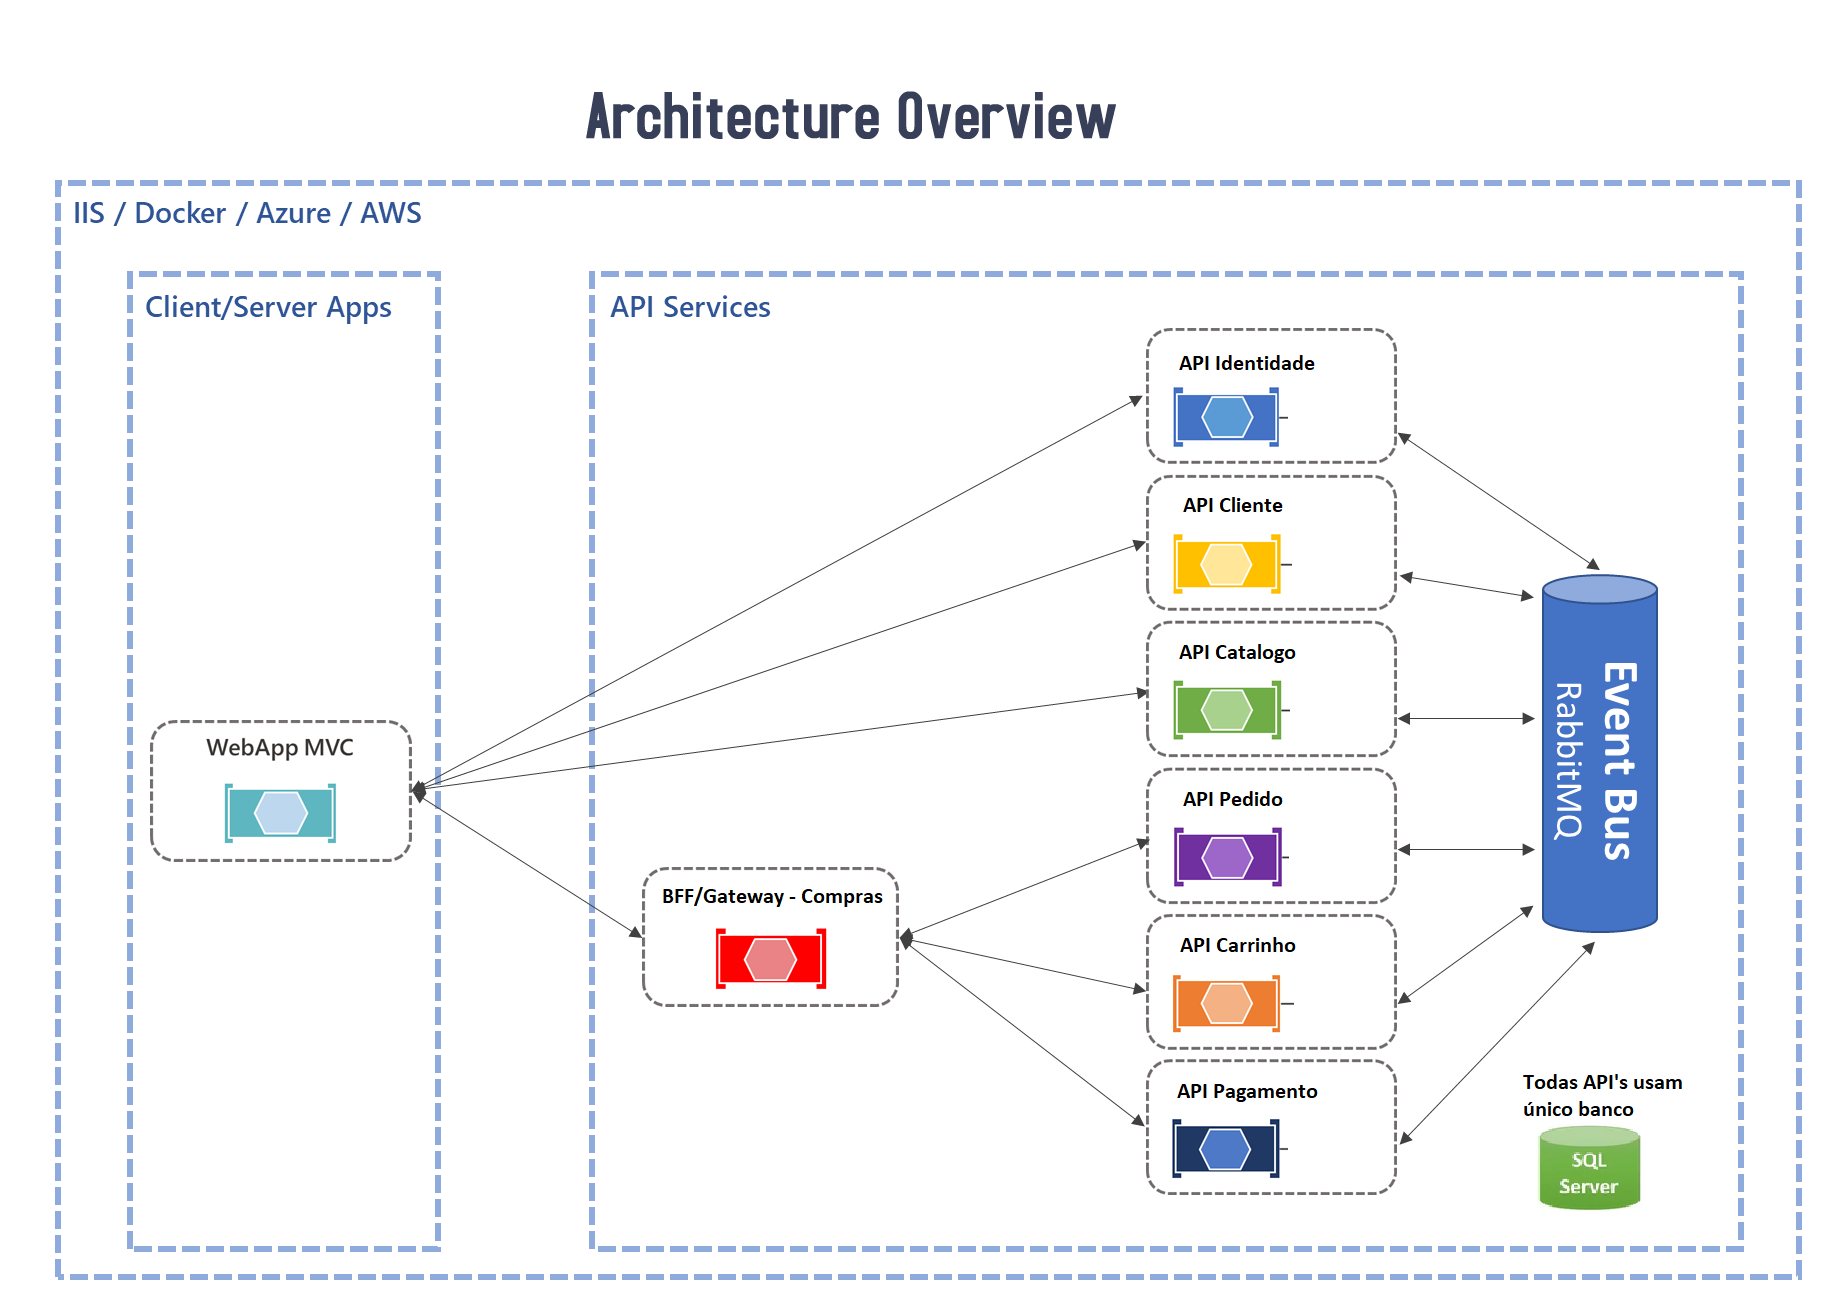 Architecture Overview
IIS / Docker / Azure / AWS
Client/Server Apps
API Services
WebApp MVC
BFF/Gateway - Compras
API Identidade
API Cliente
API Catalogo
API Pedido
API Carrinho
API Pagamento
Event Bus
RabbitMQ
Todas API's usam
único banco
SQL
Server